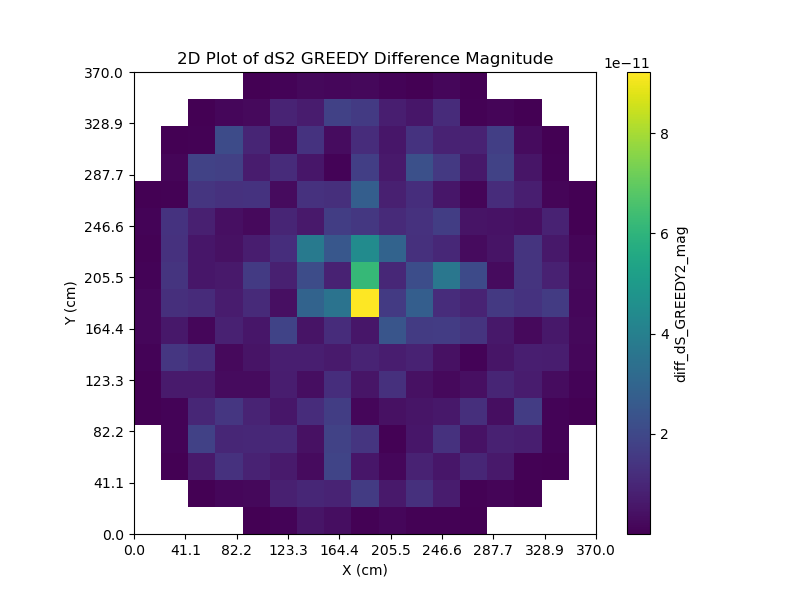 2D Plot of dS2 GREEDY Difference Magnitude
1e−11
370.0
328.9
287.7
246.6
205.5
164.4
123.3
82.2
41.1
0.0
Y (cm)
0.0 41.1 82.2 123.3 164.4 205.5 246.6 287.7 328.9 370.0
X (cm)
8
6
4
2
diff_dS_GREEDY2_mag